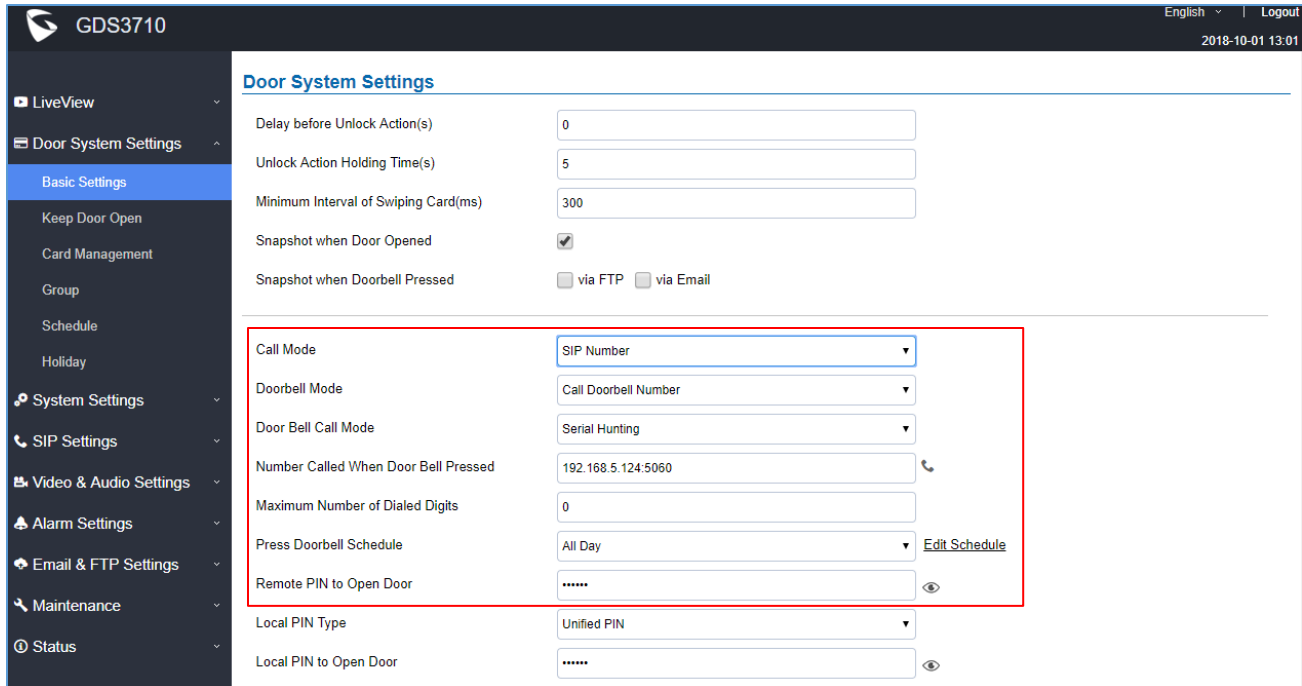 English | Logout
GDS3710
2018-10-01 13:01
LiveView
Door System Settings
Basic Settings
Keep Door Open
Card Management
Group
Schedule
Holiday
System Settings
SIP Settings
Video & Audio Settings
Alarm Settings
Email & FTP Settings
Maintenance
Status
Door System Settings
Delay before Unlock Action(s) 0
Unlock Action Holding Time(s) 5
Minimum Interval of Swiping Card(ms) 300
Snapshot when Door Opened
Snapshot when Doorbell Pressed via FTP via Email
Call Mode SIP Number
Doorbell Mode Call Doorbell Number
Door Bell Call Mode Serial Hunting
Number Called When Door Bell Pressed 192.168.5.124:5060
Maximum Number of Dialed Digits 0
Press Doorbell Schedule All Day Edit Schedule
Remote PIN to Open Door ••••••
Local PIN Type Unified PIN
Local PIN to Open Door ••••••